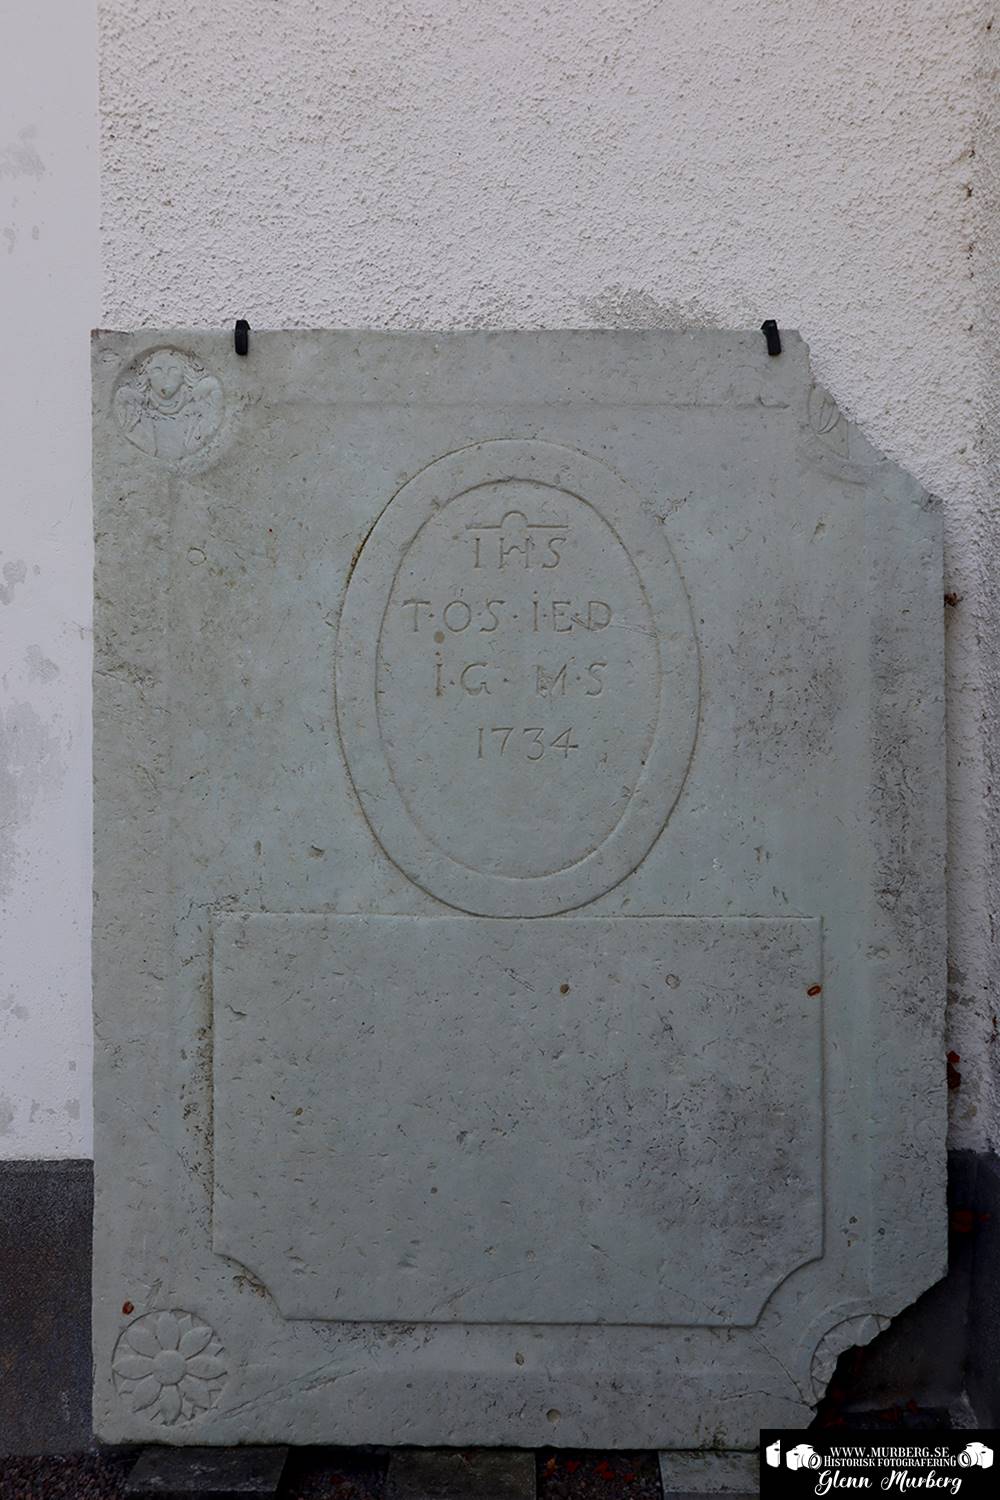 IHS
T·Ö·S· İ·E·D
İ·G· M·S
1734
WWW.MURBERG.SE
HISTORISK FOTOGRAFERING
Glenn Murberg